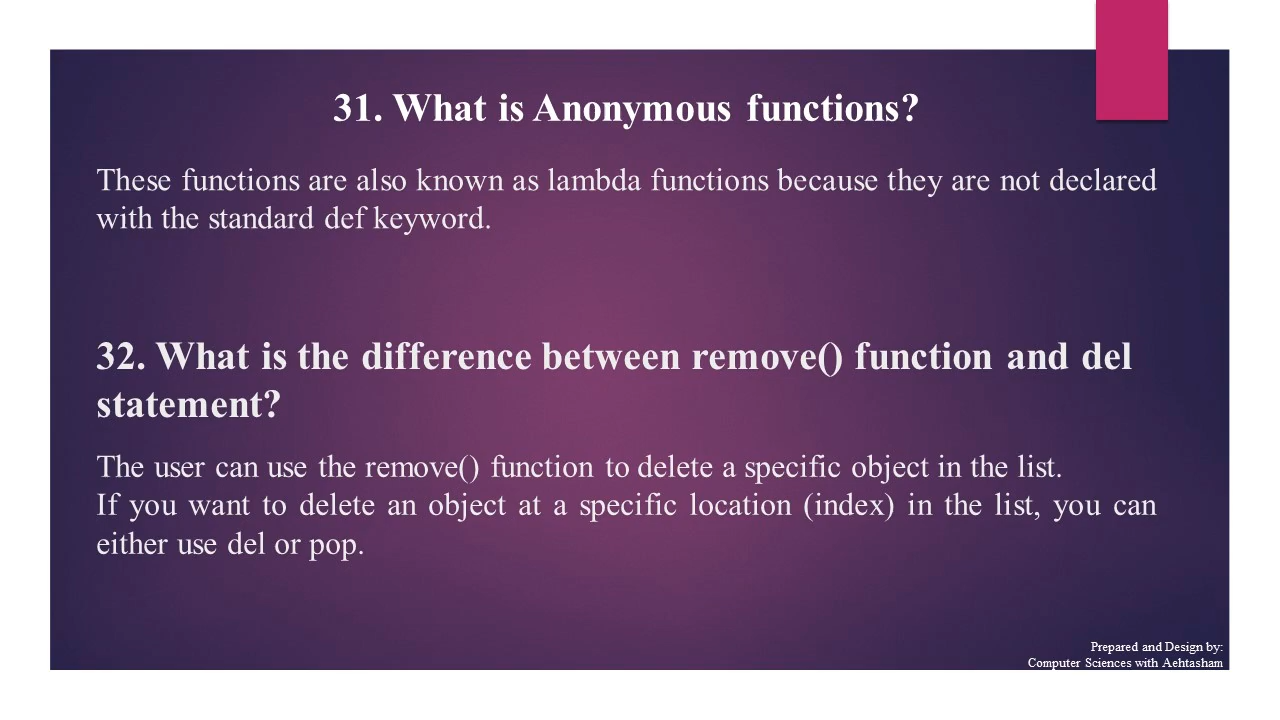 31. What is Anonymous functions?
These functions are also known as lambda functions because they are not declared
with the standard def keyword.
32. What is the difference between remove() function and del
statement?
The user can use the remove() function to delete a specific object in the list.
If you want to delete an object at a specific location (index) in the list, you can
either use del or pop.
Prepared and Design by:
Computer Sciences with Aehtasham